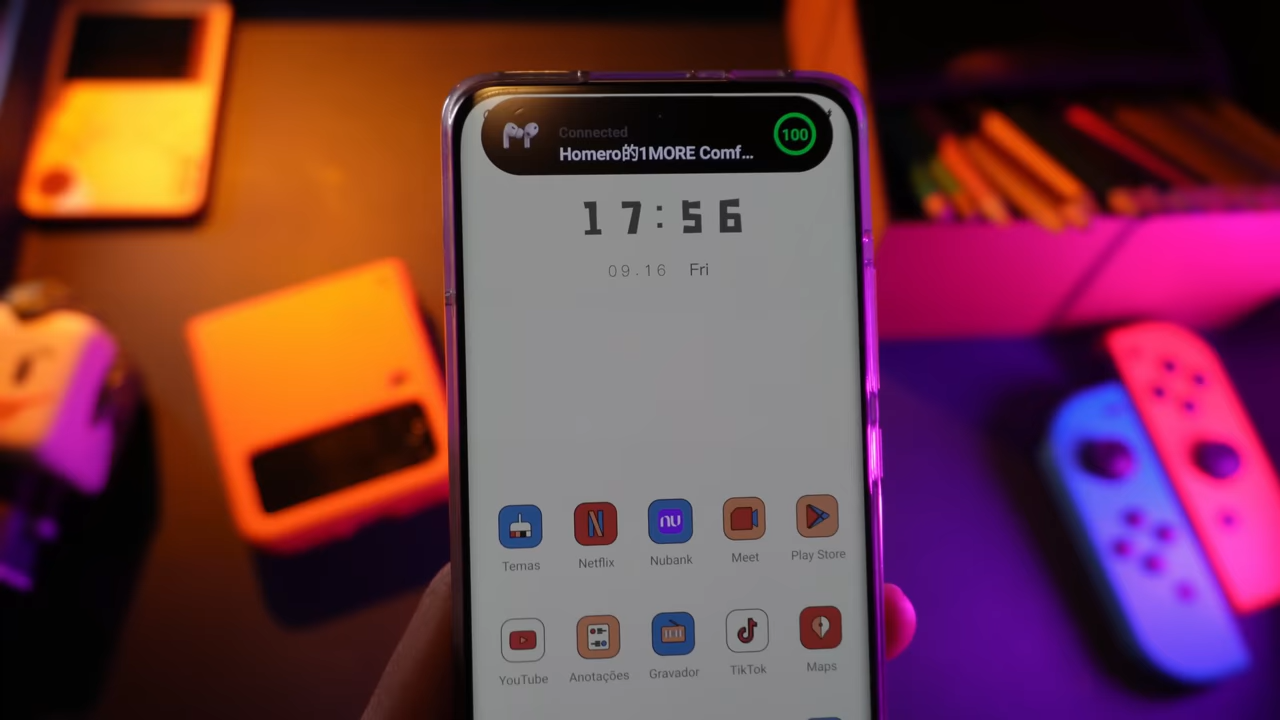 Connected
Homero的1MORE Comf...
100
17:56
09.16 Fri
Temas
Netflix
Nubank
Meet
Play Store
YouTube
Anotações
Gravador
TikTok
Maps